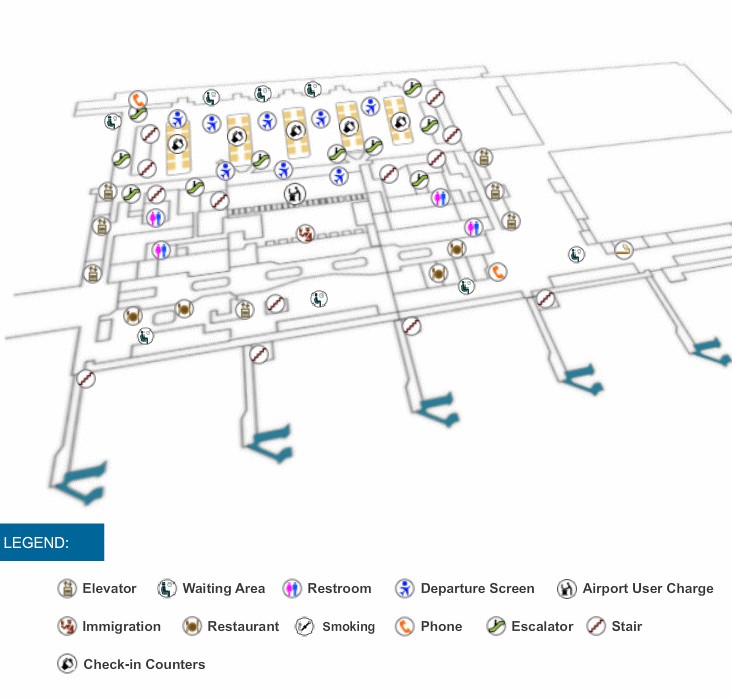 LEGEND:
Elevator Waiting Area Restroom Departure Screen Airport User Charge
Immigration Restaurant Smoking Phone Escalator Stair
Check-in Counters